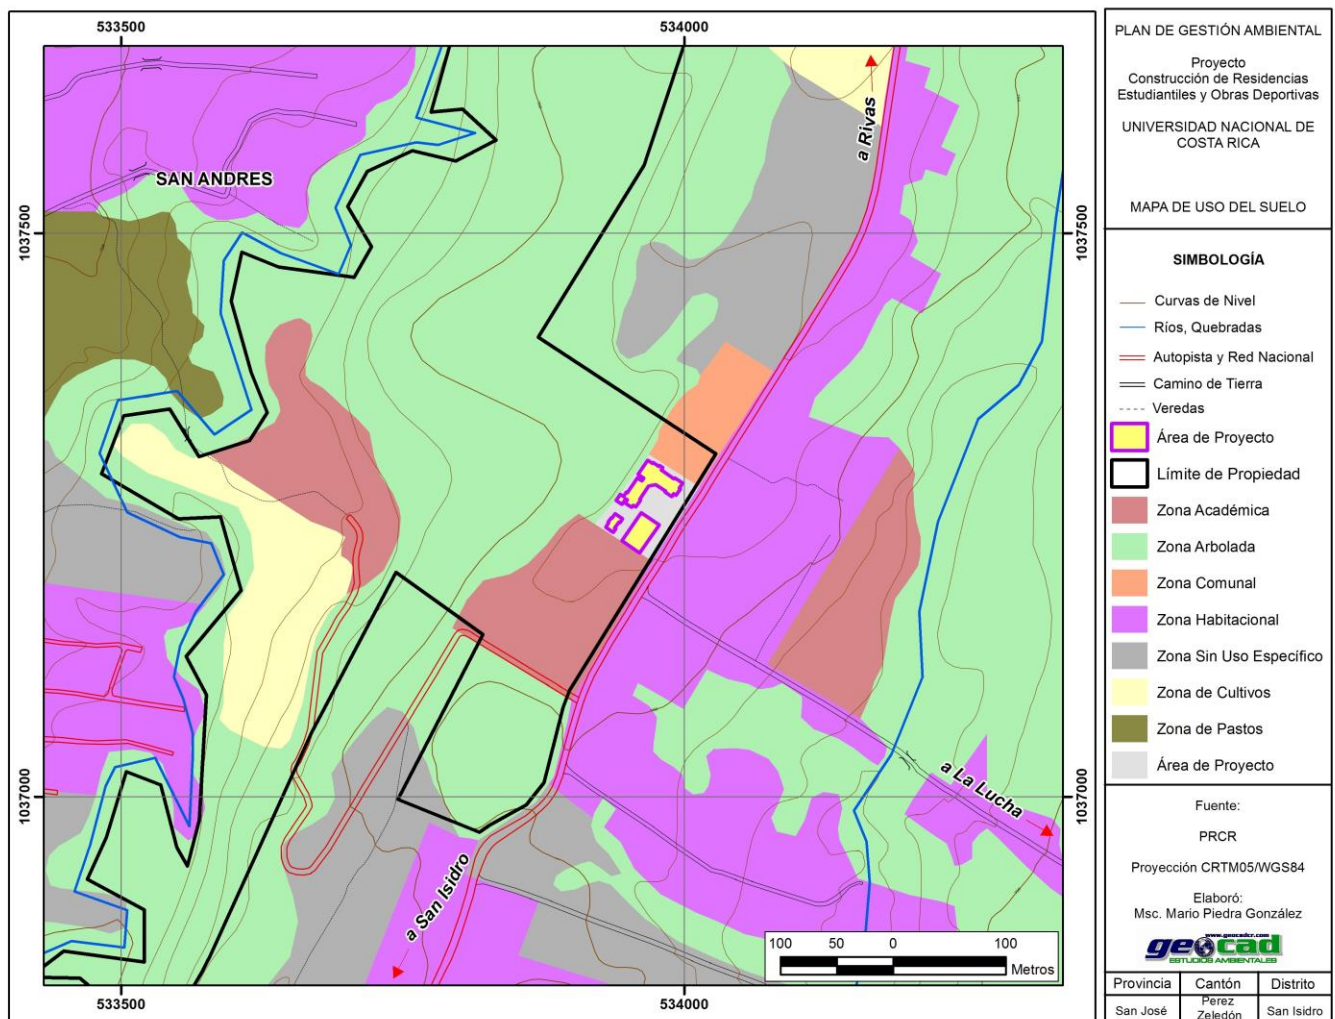 533500
534000
1037500
1037500
1037000
1037000
533500
534000
SAN ANDRES
a Rivas
a La Lucha
a San Isidro
100 50 0 100
Metros
PLAN DE GESTIÓN AMBIENTAL
Proyecto
Construcción de Residencias
Estudiantiles y Obras Deportivas
UNIVERSIDAD NACIONAL DE
COSTA RICA
MAPA DE USO DEL SUELO
SIMBOLOGÍA
Curvas de Nivel
Ríos, Quebradas
Autopista y Red Nacional
Camino de Tierra
Veredas
Área de Proyecto
Límite de Propiedad
Zona Académica
Zona Arbolada
Zona Comunal
Zona Habitacional
Zona Sin Uso Específico
Zona de Cultivos
Zona de Pastos
Área de Proyecto
Fuente:
PRCR
Proyección CRTM05/WGS84
Elaboró:
Msc. Mario Piedra González
www.geocadcr.com
geocad
ESTUDIOS AMBIENTALES
Provincia Cantón Distrito
San José Perez Zeledón San Isidro